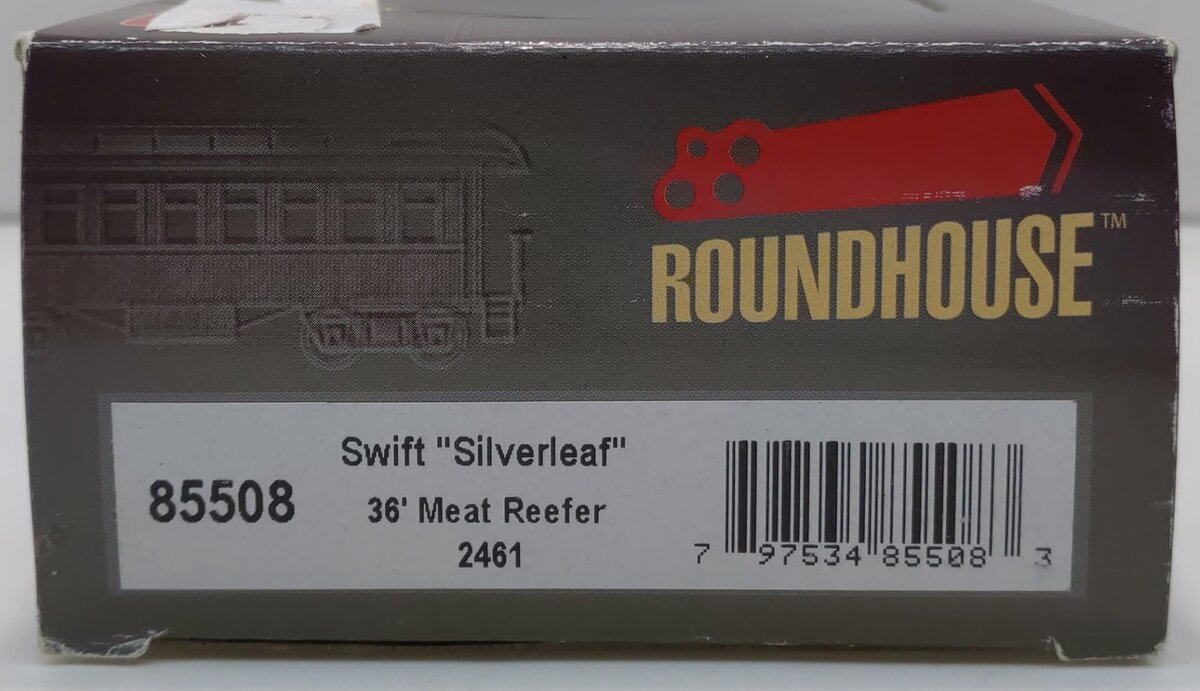 ROUNDHOUSE™
85508
Swift "Silverleaf"
36' Meat Reefer
2461
7 97534 85508 3